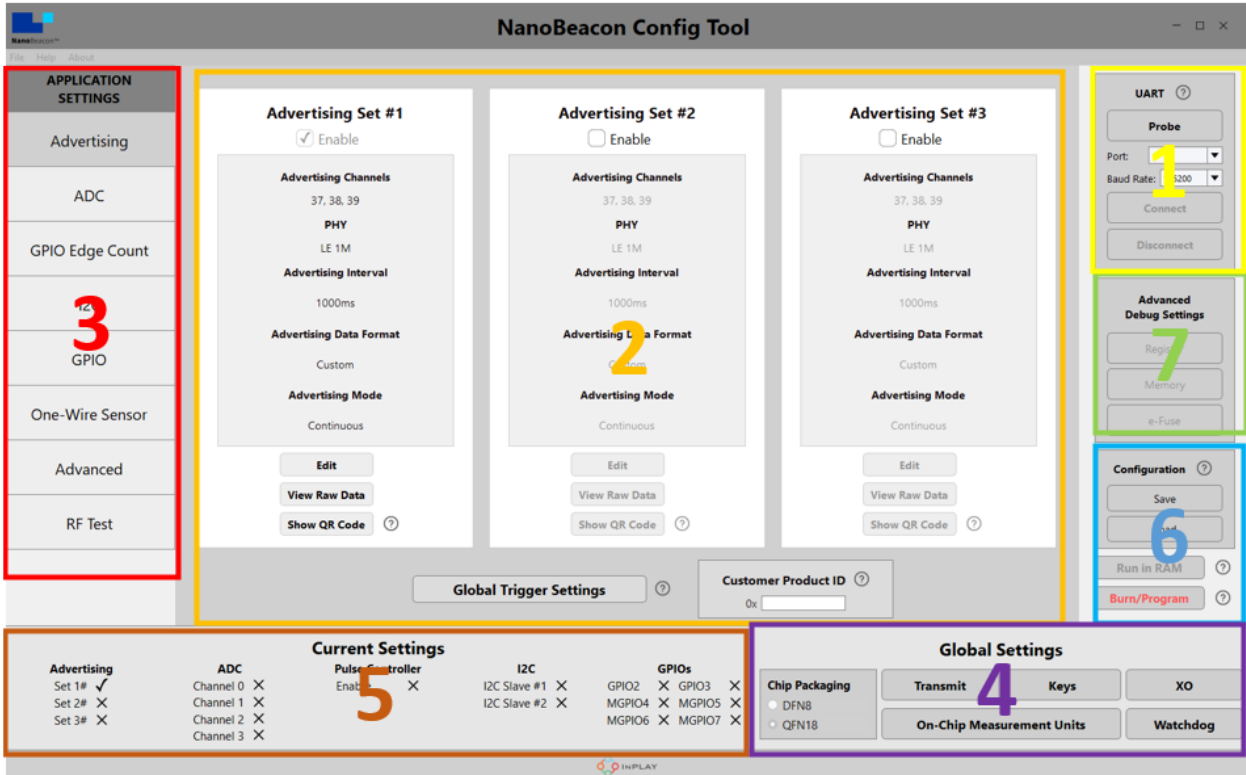 NanoBeacon Config Tool
NanoBeacon™
File Help About
APPLICATION
SETTINGS
Advertising
ADC
GPIO Edge Count
3
GPIO
One-Wire Sensor
Advanced
RF Test
Advertising Set #1
Enable
Advertising Channels
37, 38, 39
PHY
LE 1M
Advertising Interval
1000ms
Advertising Data Format
Custom
Advertising Mode
Continuous
Edit
View Raw Data
Show QR Code ?
Advertising Set #2
Enable
Advertising Channels
37, 38, 39
PHY
LE 1M
Advertising Interval
1000ms
Advertising Data Format
2
Advertising Mode
Continuous
Edit
View Raw Data
Show QR Code ?
Advertising Set #3
Enable
Advertising Channels
37, 38, 39
PHY
LE 1M
Advertising Interval
1000ms
Advertising Data Format
Custom
Advertising Mode
Continuous
Edit
View Raw Data
Show QR Code ?
Global Trigger Settings ?
Customer Product ID ?
0x
UART ?
Probe
Port:
1
Baud Rate:
Connect
Disconnect
Advanced
Debug Settings
7
Memory
e-Fuse
Configuration ?
Save
6
Run in RAM ?
Burn/Program ?
Current Settings
Advertising
Set 1# ✓
Set 2# X
Set 3# X
ADC
Channel 0 X
Channel 1 X
Channel 2 X
Channel 3 X
Pulse Controller
Enable X
5
I2C
I2C Slave #1 X
I2C Slave #2 X
GPIOs
GPIO2 X GPIO3 X
MGPIO4 X MGPIO5 X
MGPIO6 X MGPIO7 X
Global Settings
4
Chip Packaging
DFN8
QFN18
Transmit Keys XO
On-Chip Measurement Units Watchdog
INPLAY